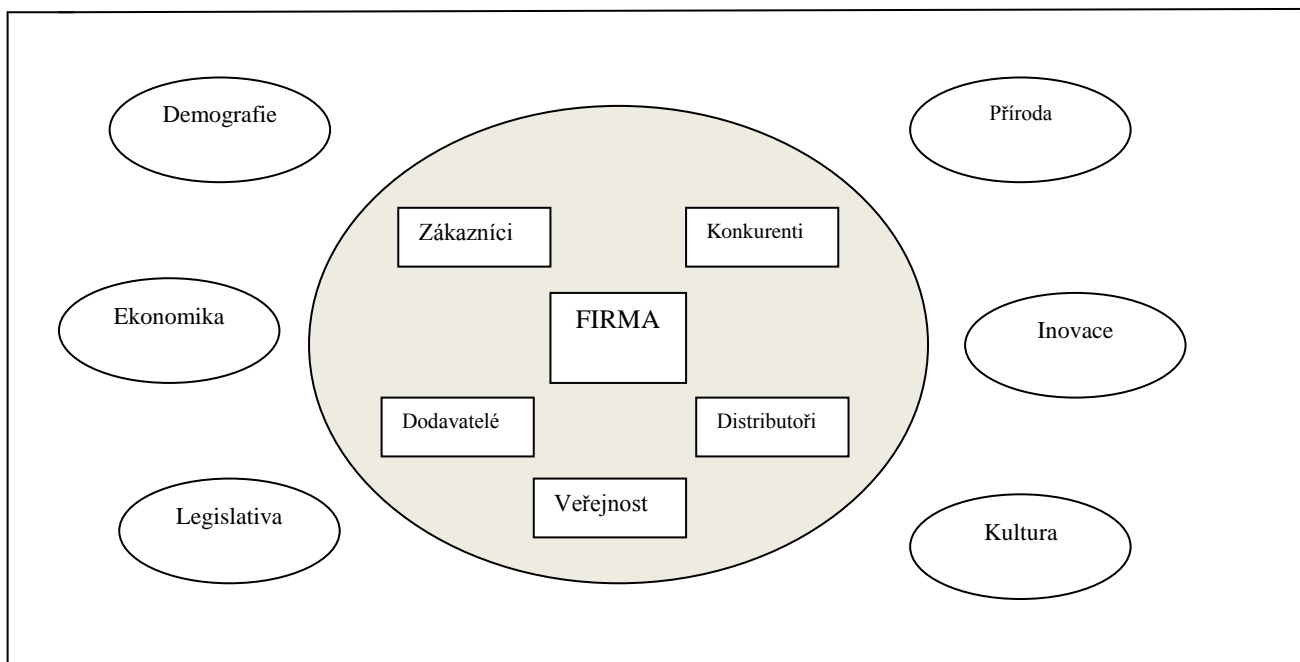 Demografie
Příroda
Zákazníci
Konkurenti
Ekonomika
FIRMA
Inovace
Dodavatelé
Distributoři
Veřejnost
Legislativa
Kultura